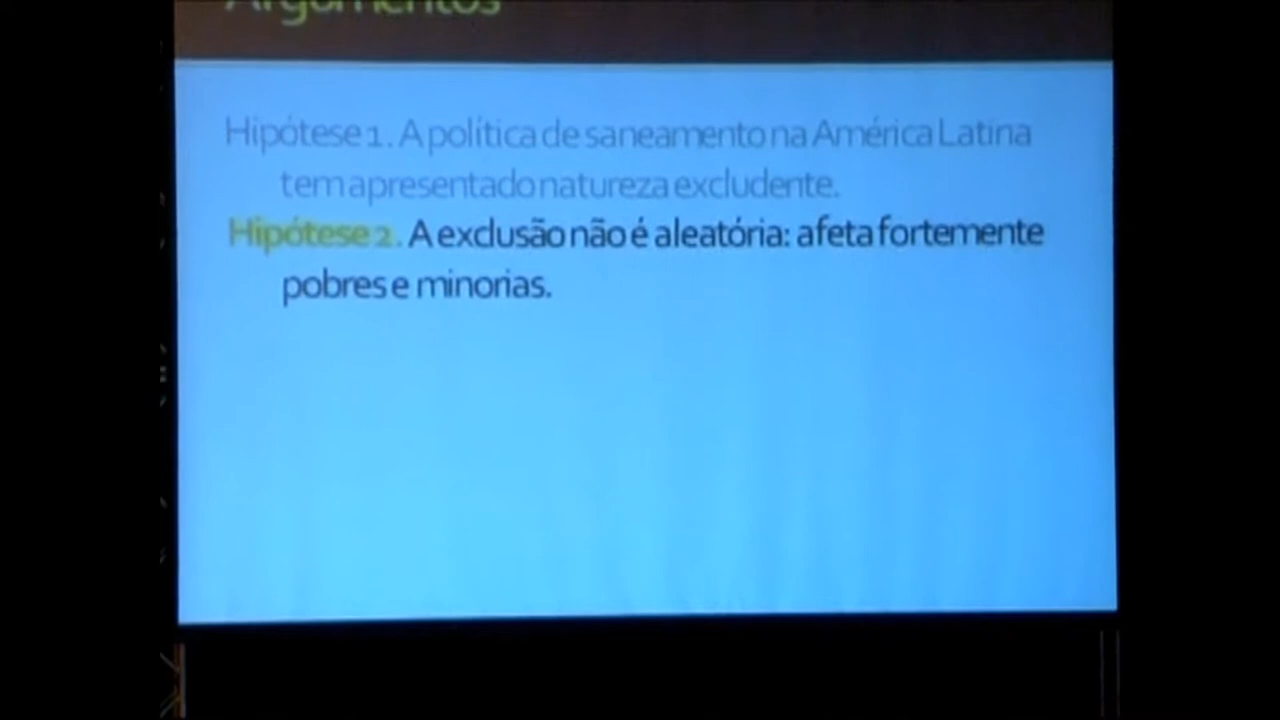 Argumentos
Hipótese 1. A política de saneamento na América Latina
tem apresentado natureza excludente.
Hipótese 2. A exclusão não é aleatória: afeta fortemente
pobres e minorias.